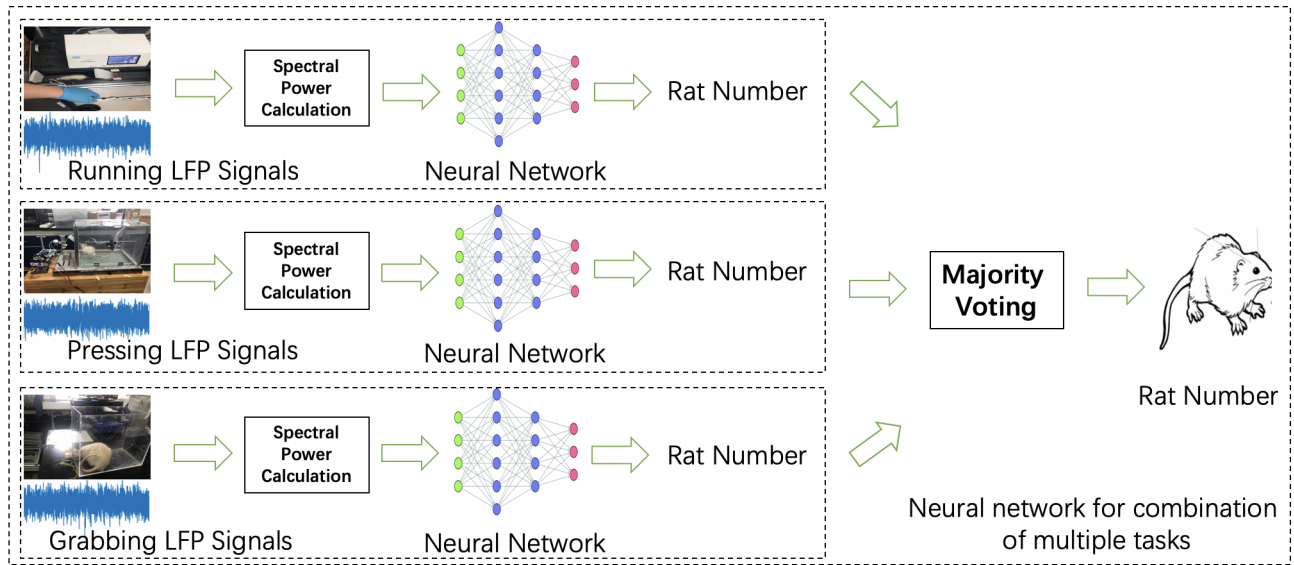 Spectral
Power
Calculation
Rat Number
Running LFP Signals
Neural Network
Spectral
Power
Calculation
Rat Number
Pressing LFP Signals
Neural Network
Majority
Voting
Rat Number
Spectral
Power
Calculation
Rat Number
Grabbing LFP Signals
Neural Network
Neural network for combination
of multiple tasks